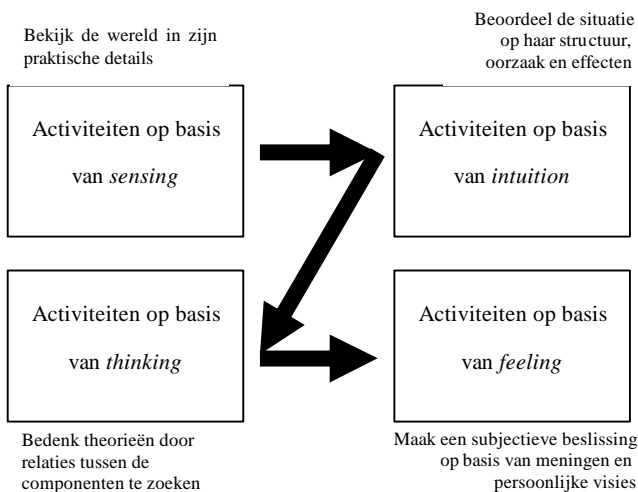 Bekijk de wereld in zijn
praktische details
Beoordeel de situatie
op haar structuur,
oorzaak en effecten
Activiteiten op basis
van sensing
Activiteiten op basis
van intuition
Activiteiten op basis
van thinking
Activiteiten op basis
van feeling
Bedenk theorieën door
relaties tussen de
componenten te zoeken
Maak een subjectieve beslissing
op basis van meningen en
persoonlijke visies